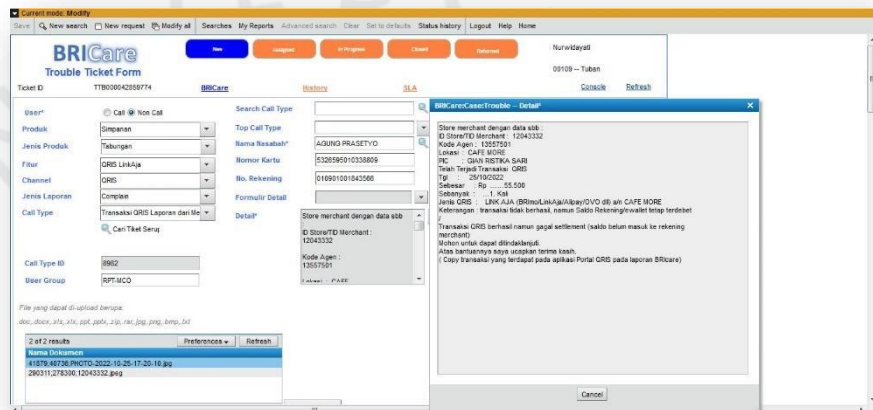 Current mode: Modify
Save New search New request Modify all Searches My Reports Advanced search Clear Set to defaults Status history Logout Help Home
BRICare
Trouble Ticket Form
New Assigned In Progress Closed Returned
Nurwidayati
00109 -- Tuban
Ticket ID TTB000042859774 BRICare History SLA Console Refresh
User* Call Non Call
Produk Simpanan
Jenis Produk Tabungan
Fitur QRIS LinkAja
Channel QRIS
Jenis Laporan Complain
Call Type Transaksi QRIS Laporan dari Me
Cari Tiket Serup
Call Type ID 8982
User Group RPT-MCO
Search Call Type
Top Call Type
Nama Nasabah* AGUNG PRASETYO
Nomor Kartu 5326595010338809
No. Rekening 010901001843566
Formulir Detail
Detail* Store merchant dengan data sbb
:
ID Store/TID Merchant :
12043332
Kode Agen :
13557501
Lokasi : CAFE
File yang dapat di-upload berupa:
doc,.docx,.xls,.xlx,.ppt,.pptx,.zip,.rar,.jpg,.png,.bmp,.txt
2 of 2 results Preferences Refresh
Nama Dokumen
41879;40736;PHOTO-2022-10-25-17-20-10.jpg
290311;278300;12043332.jpeg
BRICare:Case:Trouble -- Detail* X
Store merchant dengan data sbb :
ID Store/TID Merchant : 12043332
Kode Agen : 13557501
Lokasi : CAFE MORE
PIC : GIAN RISTIKA SARI
Telah Terjadi Transaksi QRIS
Tgl : 25/10/2022
Sebesar : Rp ......55.500
Sebanyak : ...1. Kali
Jenis QRIS : LINK AJA (BRImo/LinkAja/Alipay/OVO dll) a/n CAFE MORE
Keterangan : transaksi tidak berhasil, namun Saldo Rekening/ewallet tetap terdebet
/
Transaksi QRIS berhasil namun gagal settlement (saldo belum masuk ke rekening
merchant)
Mohon untuk dapat ditindaklanjuti.
Atas bantuannya saya ucapkan terima kasih.
( Copy transaksi yang terdapat pada aplikasi Portal QRIS pada laporan BRIcare)
Cancel